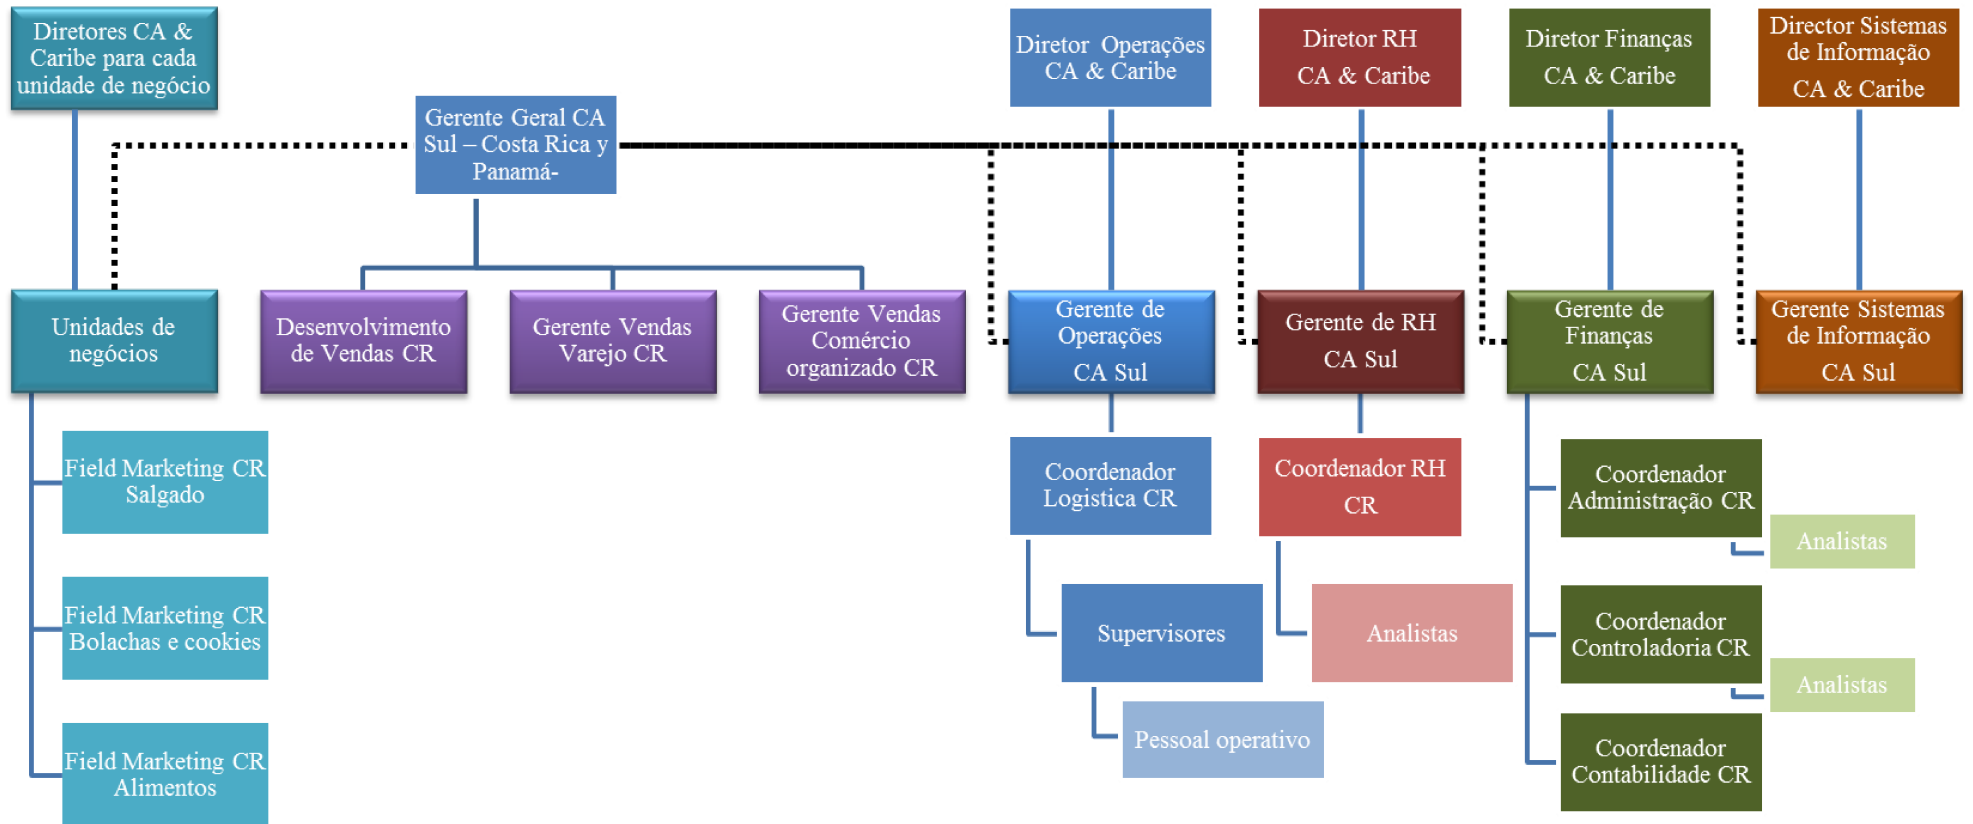 Diretores CA &
Caribe para cada
unidade de negócio
Gerente Geral CA
Sul – Costa Rica y
Panamá-
Diretor Operações
CA & Caribe
Diretor RH
CA & Caribe
Diretor Finanças
CA & Caribe
Director Sistemas
de Informação
CA & Caribe
Unidades de
negócios
Desenvolvimento
de Vendas CR
Gerente Vendas
Varejo CR
Gerente Vendas
Comércio
organizado CR
Gerente de
Operações
CA Sul
Gerente de RH
CA Sul
Gerente de
Finanças
CA Sul
Gerente Sistemas
de Informação
CA Sul
Field Marketing CR
Salgado
Field Marketing CR
Bolachas e cookies
Field Marketing CR
Alimentos
Coordenador
Logistica CR
Supervisores
Pessoal operativo
Coordenador RH
CR
Analistas
Coordenador
Administração CR
Analistas
Coordenador
Controladoria CR
Analistas
Coordenador
Contabilidade CR